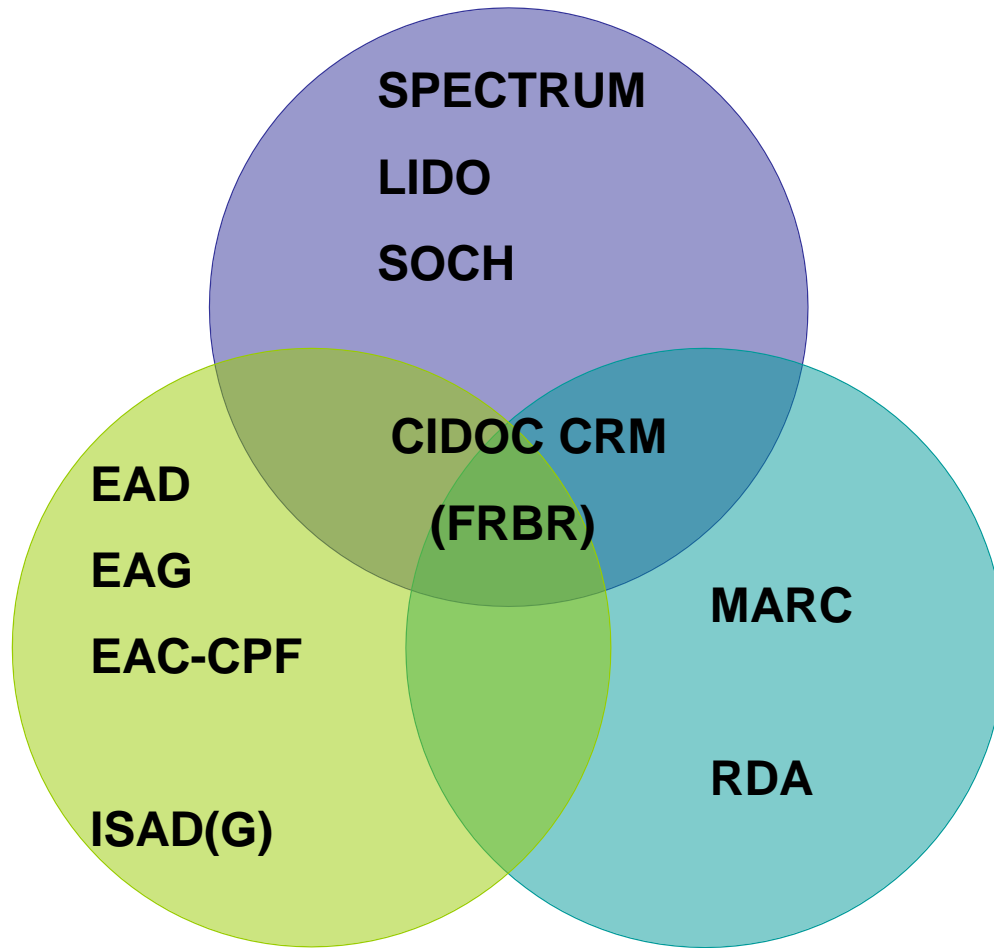 SPECTRUM
LIDO
SOCH
CIDOC CRM
(FRBR)
EAD
EAG
EAC-CPF
ISAD(G)
MARC
RDA